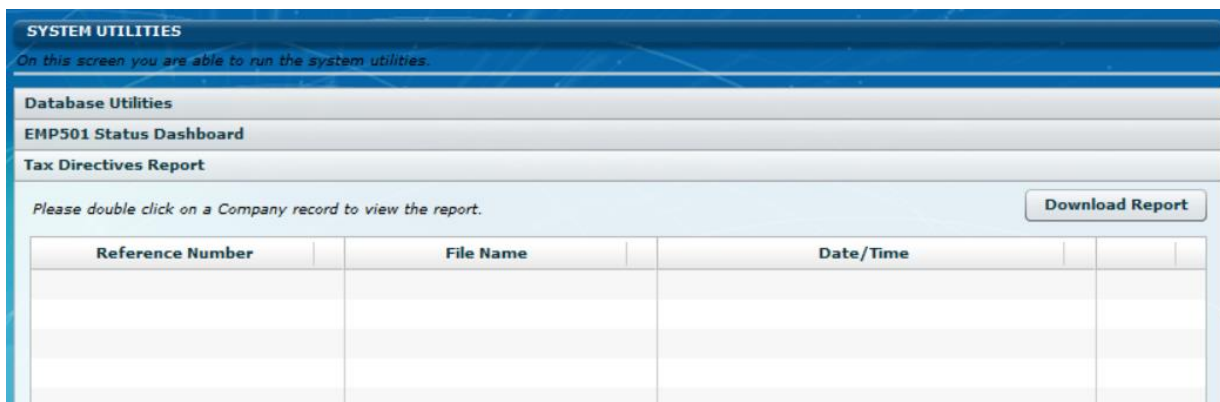 SYSTEM UTILITIES
On this screen you are able to run the system utilities.
Database Utilities
EMP501 Status Dashboard
Tax Directives Report
Please double click on a Company record to view the report.
Download Report
Reference Number File Name Date/Time